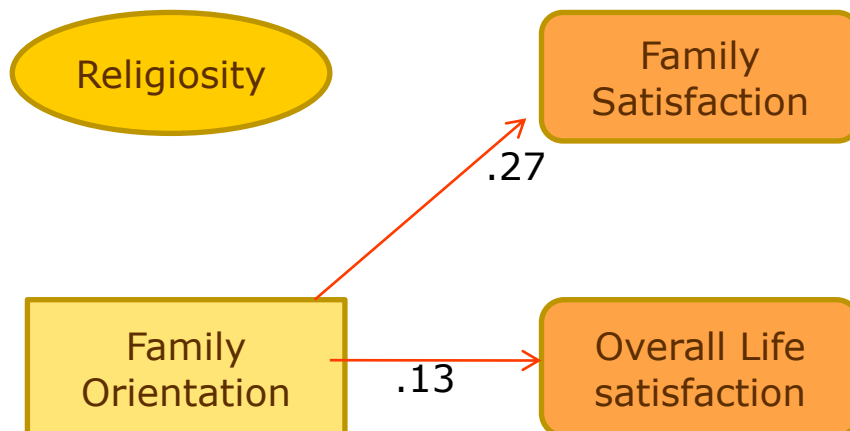 Religiosity
Family
Satisfaction
.27
Family
Orientation
.13
Overall Life
satisfaction